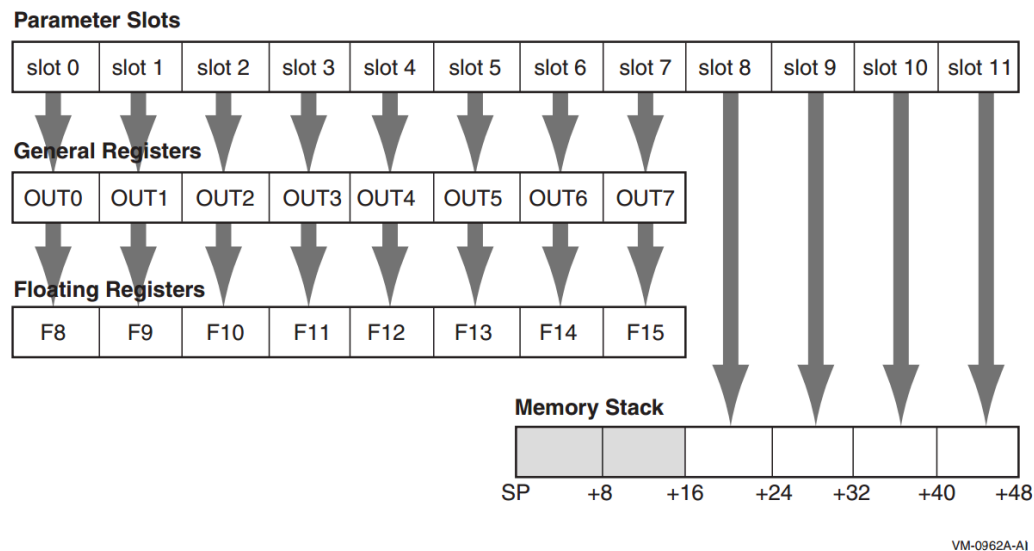 Parameter Slots
slot 0 slot 1 slot 2 slot 3 slot 4 slot 5 slot 6 slot 7 slot 8 slot 9 slot 10 slot 11
General Registers
OUT0 OUT1 OUT2 OUT3 OUT4 OUT5 OUT6 OUT7
Floating Registers
F8 F9 F10 F11 F12 F13 F14 F15
Memory Stack
SP +8 +16 +24 +32 +40 +48
VM-0962A-AI